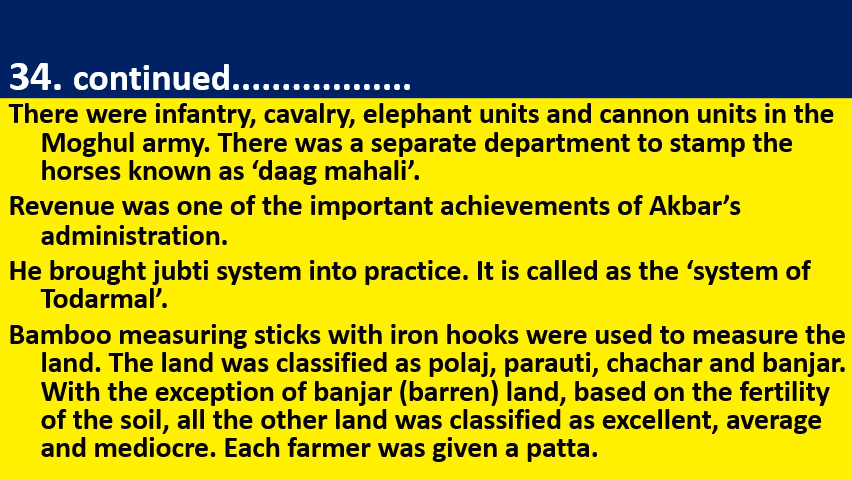 34. continued..................
There were infantry, cavalry, elephant units and cannon units in the
Moghul army. There was a separate department to stamp the
horses known as ‘daag mahali’.
Revenue was one of the important achievements of Akbar’s
administration.
He brought jubti system into practice. It is called as the ‘system of
Todarmal’.
Bamboo measuring sticks with iron hooks were used to measure the
land. The land was classified as polaj, parauti, chachar and banjar.
With the exception of banjar (barren) land, based on the fertility
of the soil, all the other land was classified as excellent, average
and mediocre. Each farmer was given a patta.